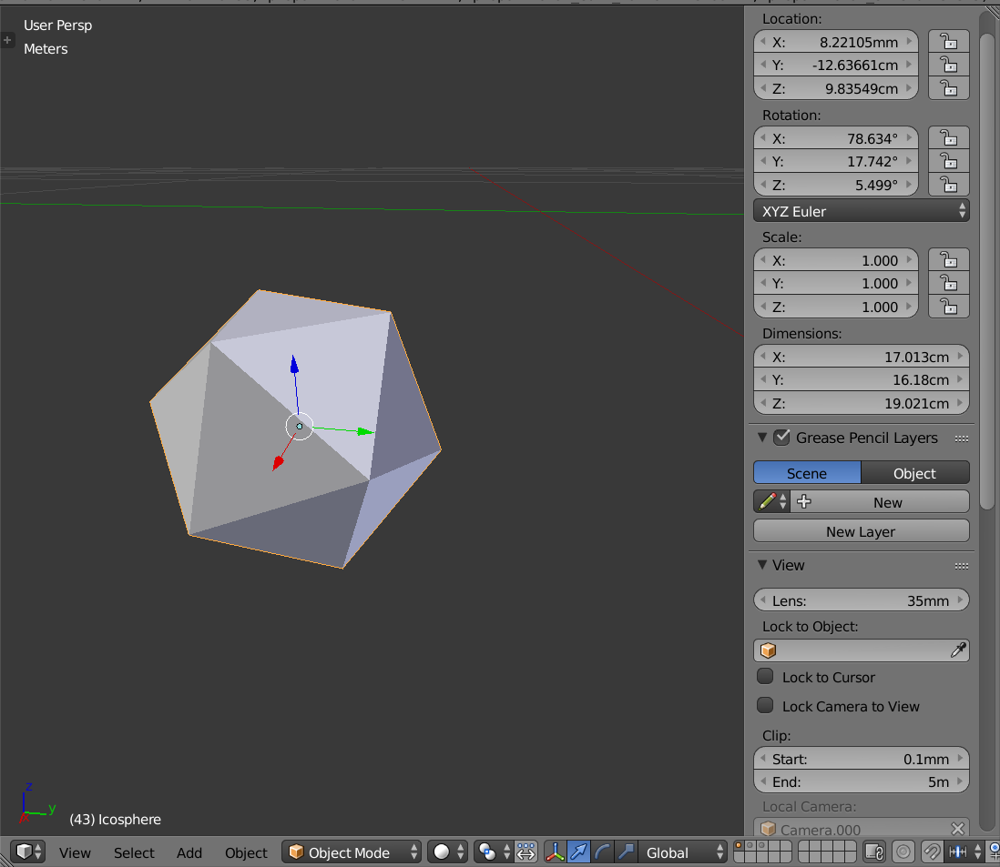 User Persp
Meters
Location:
X: 8.22105mm
Y: -12.63661cm
Z: 9.83549cm
Rotation:
X: 78.634°
Y: 17.742°
Z: 5.499°
XYZ Euler
Scale:
X: 1.000
Y: 1.000
Z: 1.000
Dimensions:
X: 17.013cm
Y: 16.18cm
Z: 19.021cm
Grease Pencil Layers
Scene Object
New
New Layer
View
Lens: 35mm
Lock to Object:
Lock to Cursor
Lock Camera to View
Clip:
Start: 0.1mm
End: 5m
Local Camera:
Camera.000
z
y
(43) Icosphere
View Select Add Object Object Mode Global